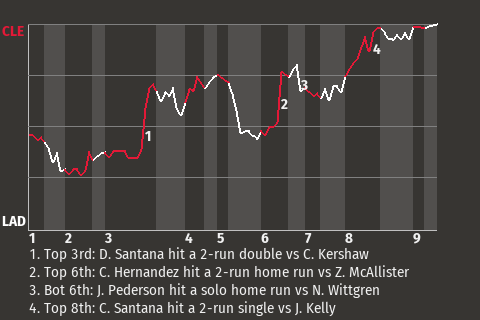 CLE
1
2
3
4
LAD
1 2 3 4 5 6 7 8 9
1. Top 3rd: D. Santana hit a 2-run double vs C. Kershaw
2. Top 6th: C. Hernandez hit a 2-run home run vs Z. McAllister
3. Bot 6th: J. Pederson hit a solo home run vs N. Wittgren
4. Top 8th: C. Santana hit a 2-run single vs J. Kelly